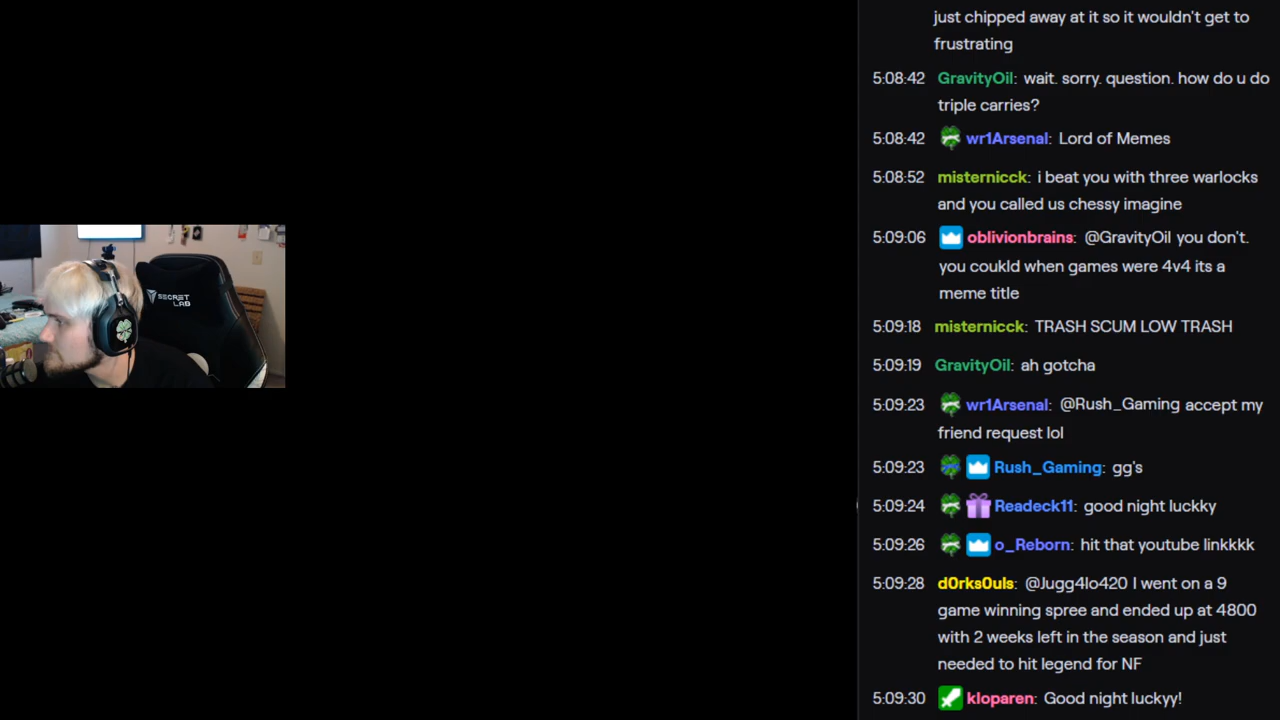 just chipped away at it so it wouldn't get to
frustrating
5:08:42 GravityOil: wait. sorry. question. how do u do
triple carries?
5:08:42 wr1Arsenal: Lord of Memes
5:08:52 misternicck: i beat you with three warlocks
and you called us chessy imagine
5:09:06 oblivionbrains: @GravityOil you don't.
you coukld when games were 4v4 its a
meme title
5:09:18 misternicck: TRASH SCUM LOW TRASH
5:09:19 GravityOil: ah gotcha
5:09:23 wr1Arsenal: @Rush_Gaming accept my
friend request lol
5:09:23 Rush_Gaming: gg's
5:09:24 Readeck11: good night luckky
5:09:26 o_Reborn: hit that youtube linkkkk
5:09:28 d0rks0uls: @Jugg4lo420 I went on a 9
game winning spree and ended up at 4800
with 2 weeks left in the season and just
needed to hit legend for NF
5:09:30 kloparen: Good night luckyy!
SECRET
LAB